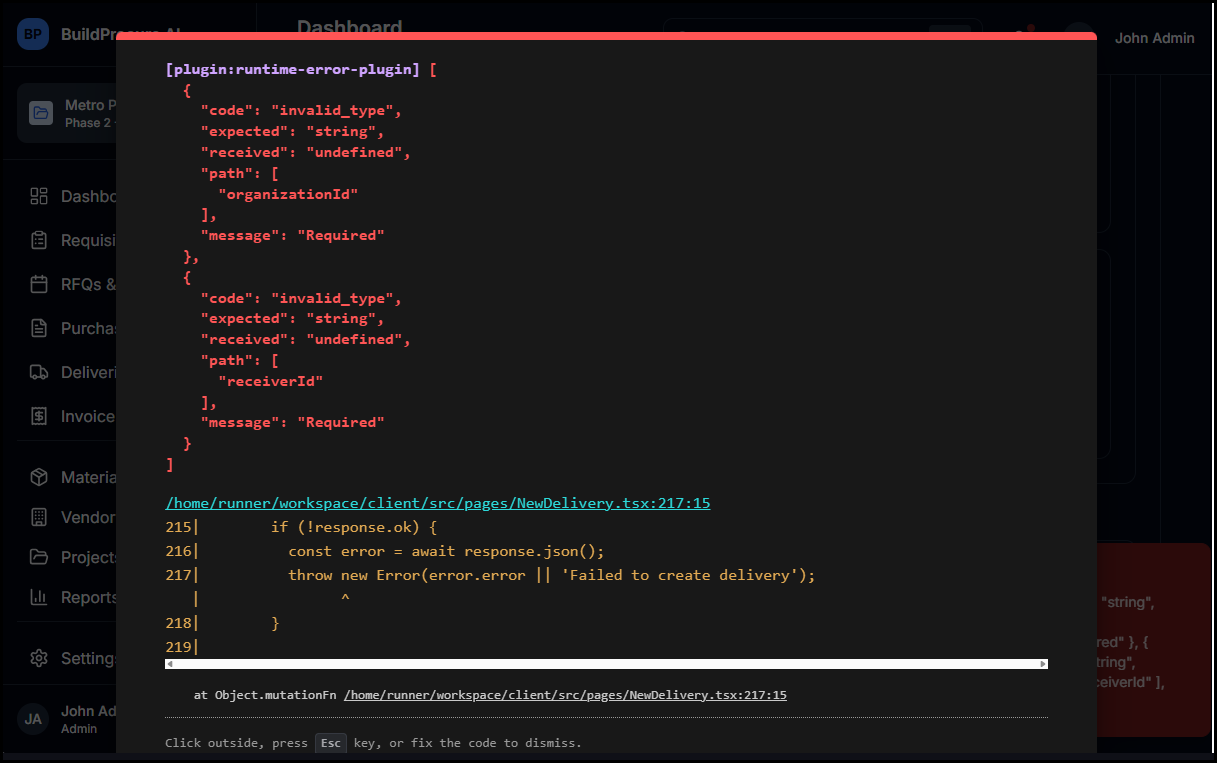 BP
BuildPr
Dashboard
John Admin
Metro P
Phase 2
Dashbo
Requisi
RFQs &
Purchas
Deliveri
Invoice
Materia
Vendor
Projects
Reports
Settings
JA
John Ad
Admin
[plugin:runtime-error-plugin] [
{
"code": "invalid_type",
"expected": "string",
"received": "undefined",
"path": [
"organizationId"
],
"message": "Required"
},
{
"code": "invalid_type",
"expected": "string",
"received": "undefined",
"path": [
"receiverId"
],
"message": "Required"
}
]
/home/runner/workspace/client/src/pages/NewDelivery.tsx:217:15
215|        if (!response.ok) {
216|          const error = await response.json();
217|          throw new Error(error.error || 'Failed to create delivery');
|                ^
218|        }
219|
at Object.mutationFn /home/runner/workspace/client/src/pages/NewDelivery.tsx:217:15
Click outside, press Esc key, or fix the code to dismiss.
"string",
red" }, {
tring",
ceiverId" ],